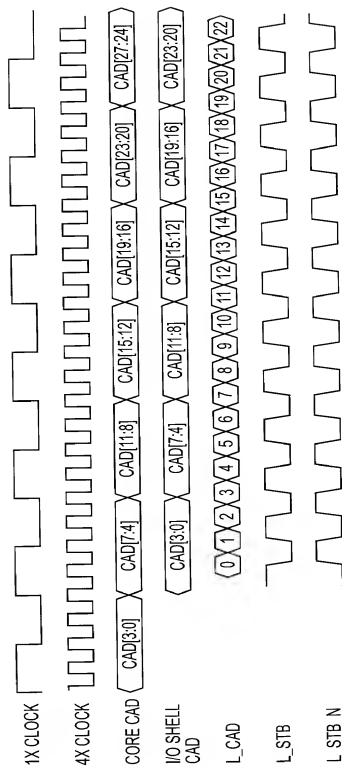 1X CLOCK
4X CLOCK
CORE CAD CAD[3:0] CAD[7:4] CAD[11:8] CAD[15:12] CAD[19:16] CAD[23:20] CAD[27:24]
I/O SHELL
CAD CAD[3:0] CAD[7:4] CAD[11:8] CAD[15:12] CAD[19:16] CAD[23:20]
L_CAD 0 1 2 3 4 5 6 7 8 9 10 11 12 13 14 15 16 17 18 19 20 21 22
L_STB
L_STB N